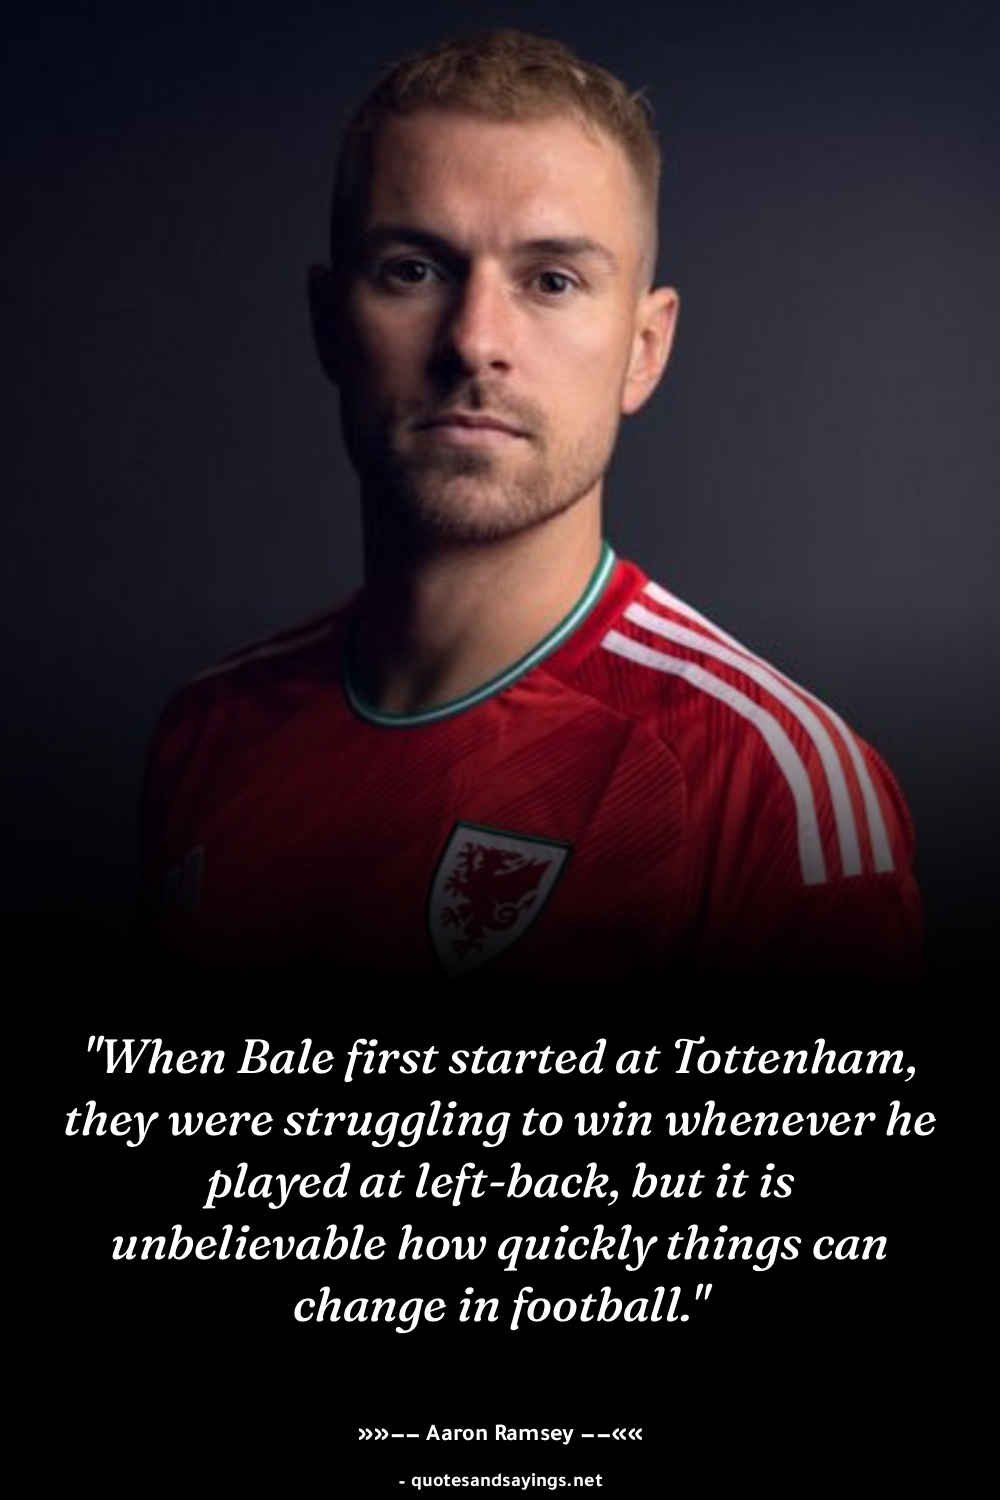 "When Bale first started at Tottenham,
they were struggling to win whenever he
played at left-back, but it is
unbelievable how quickly things can
change in football."
»»–– Aaron Ramsey ––««
- quotesandsayings.net